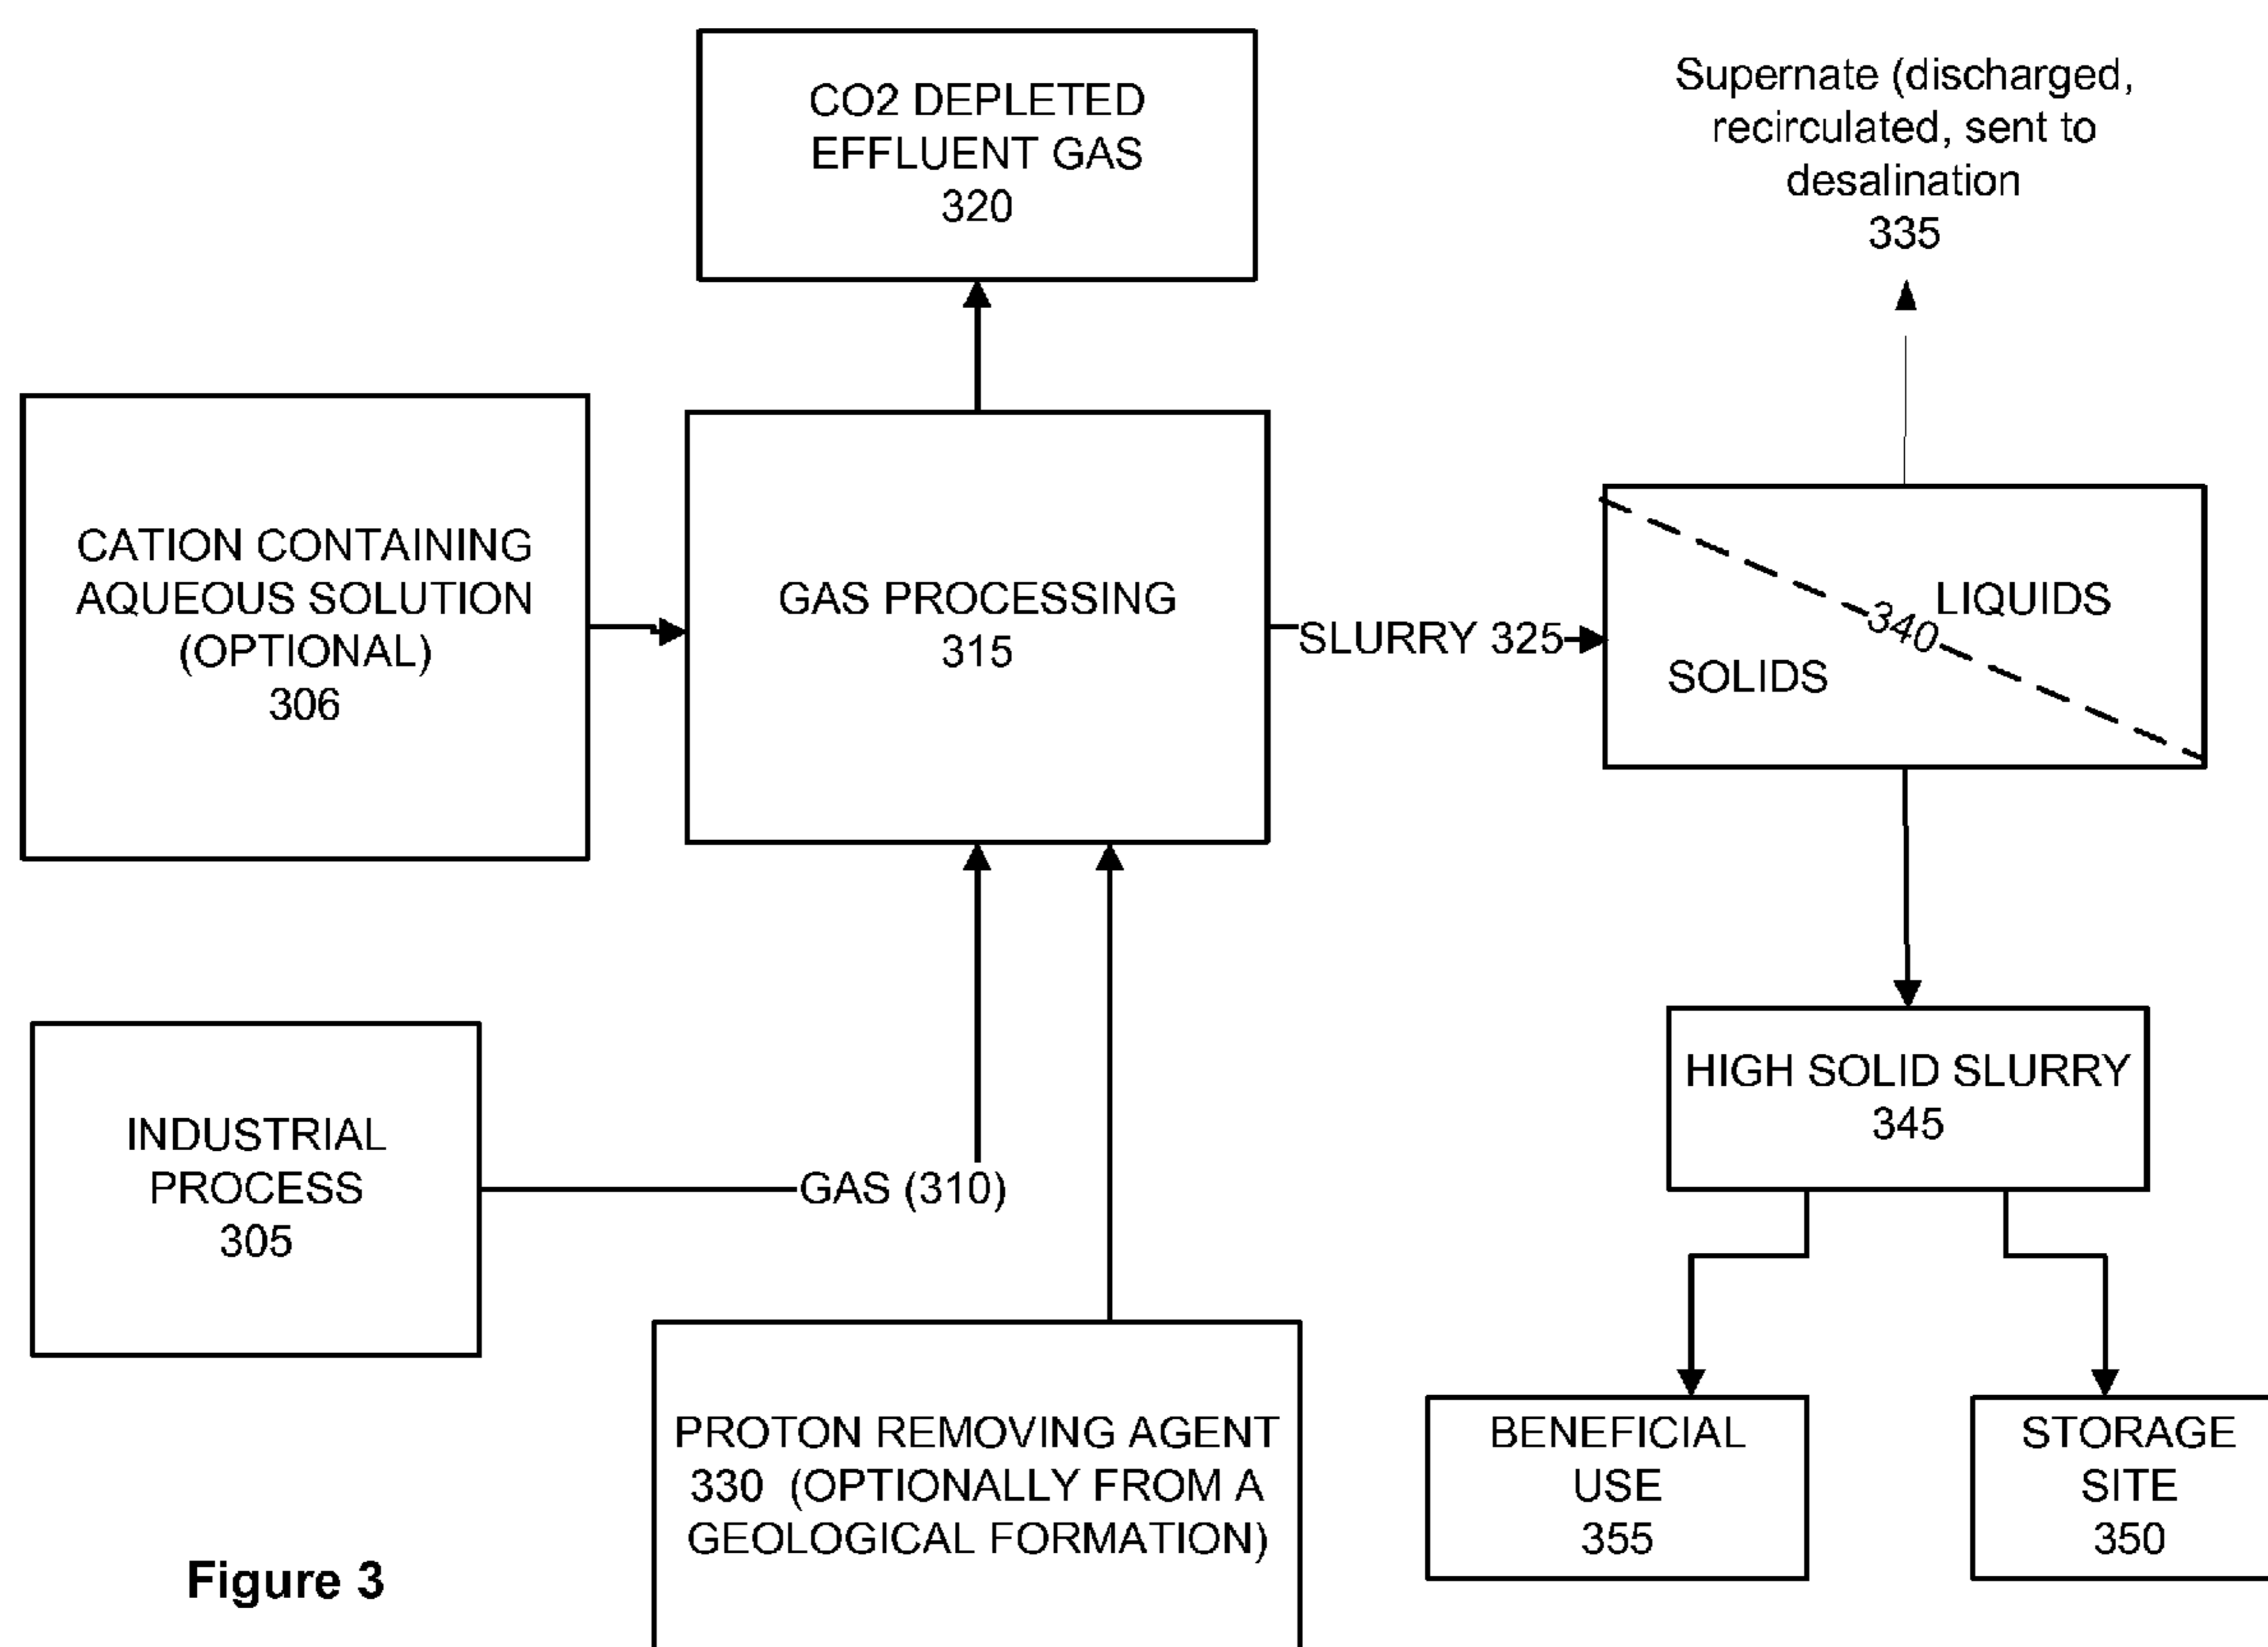 CO2 DEPLETED
EFFLUENT GAS
320
Supernate (discharged,
recirculated, sent to
desalination
335
CATION CONTAINING
AQUEOUS SOLUTION
(OPTIONAL)
306
GAS PROCESSING
315
SLURRY 325
LIQUIDS
340
SOLIDS
HIGH SOLID SLURRY
345
INDUSTRIAL
PROCESS
305
GAS (310)
PROTON REMOVING AGENT
330 (OPTIONALLY FROM A
GEOLOGICAL FORMATION)
BENEFICIAL
USE
355
STORAGE
SITE
350
Figure 3